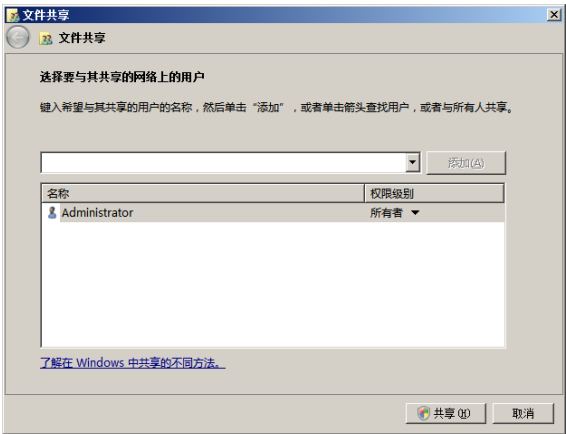 文件共享
文件共享
选择要与其共享的网络上的用户
键入希望与其共享的用户的名称，然后单击“添加”，或者单击箭头查找用户，或者与所有人共享。
添加(A)
名称 权限级别
Administrator 所有者
了解在 Windows 中共享的不同方法。
共享(H) 取消